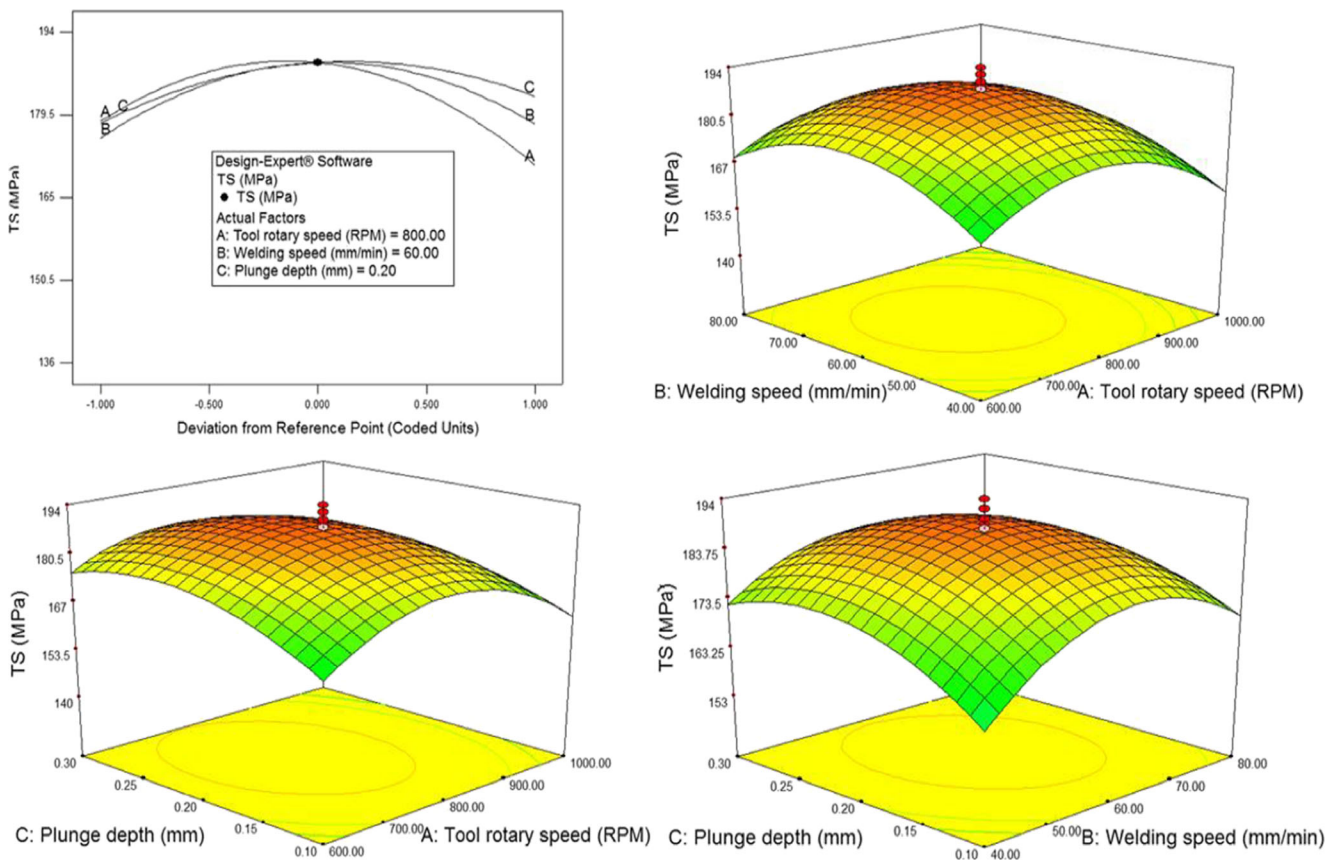 194
179.5
165
150.5
136
TS (MPa)
A
C
B
C
B
A
Design-Expert® Software
TS (MPa)
TS (MPa)
Actual Factors
A: Tool rotary speed (RPM) = 800.00
B: Welding speed (mm/min) = 60.00
C: Plunge depth (mm) = 0.20
-1.000 -0.500 0.000 0.500 1.000
Deviation from Reference Point (Coded Units)
194
180.5
167
153.5
140
TS (MPa)
80.00
70.00
60.00
50.00
40.00
600.00
700.00
800.00
900.00
1000.00
B: Welding speed (mm/min)
A: Tool rotary speed (RPM)
194
180.5
167
153.5
140
TS (MPa)
0.30
0.25
0.20
0.15
0.10
600.00
700.00
800.00
900.00
1000.00
C: Plunge depth (mm)
A: Tool rotary speed (RPM)
194
183.75
173.5
163.25
153
TS (MPa)
0.30
0.25
0.20
0.15
0.10
40.00
50.00
60.00
70.00
80.00
C: Plunge depth (mm)
B: Welding speed (mm/min)